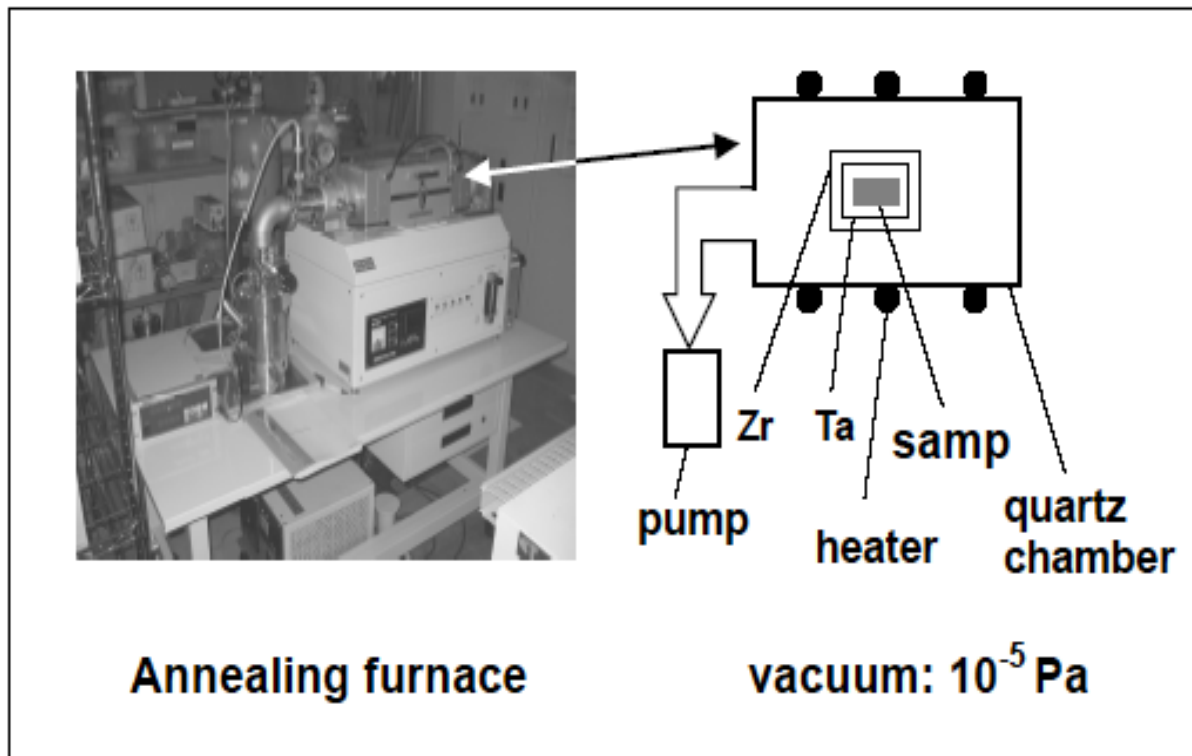 Zr Ta samp
pump heater quartz
chamber
Annealing furnace vacuum: 10⁻⁵ Pa